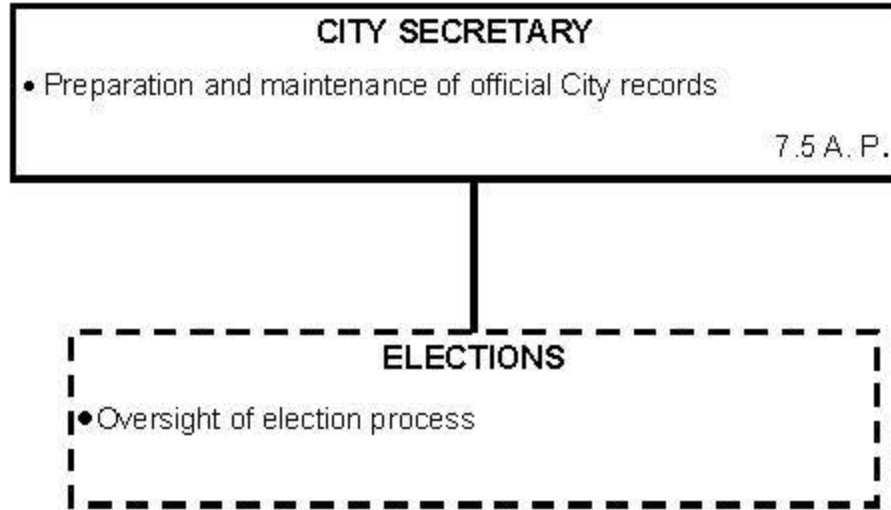 CITY SECRETARY
• Preparation and maintenance of official City records
7.5 A. P.
ELECTIONS
• Oversight of election process